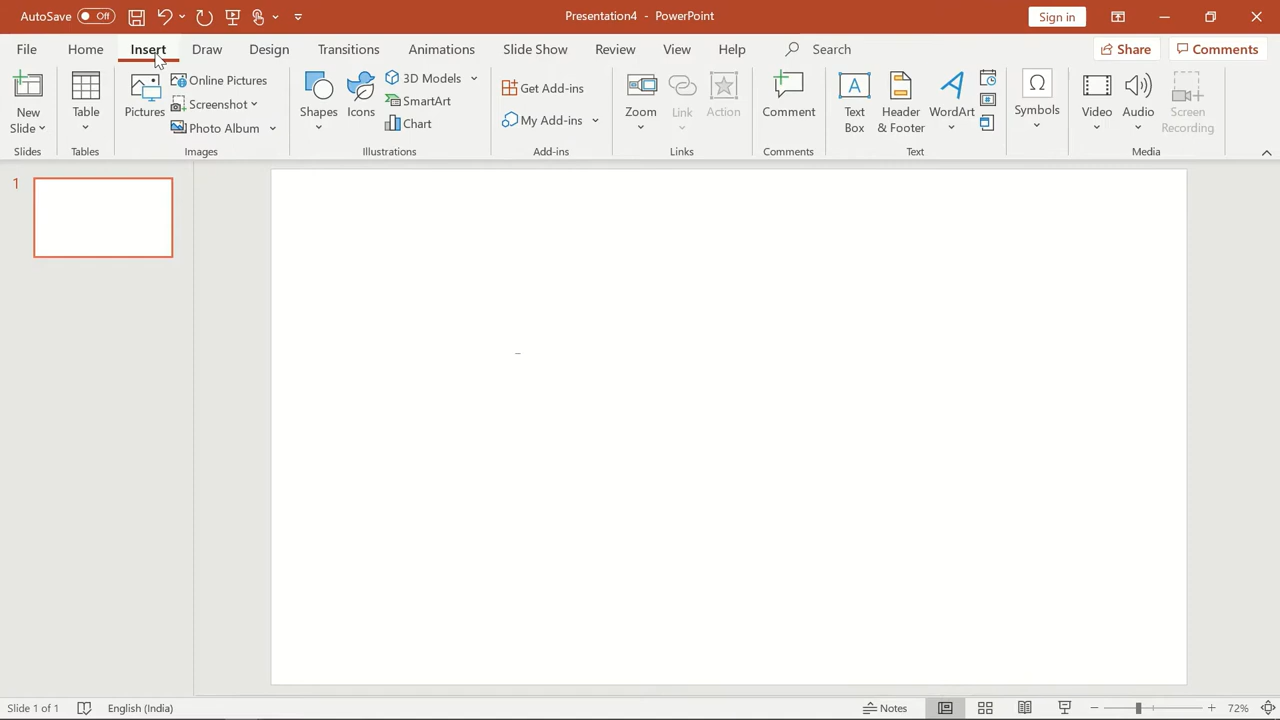 AutoSave Off Presentation4 - PowerPoint Sign in
File Home Insert Draw Design Transitions Animations Slide Show Review View Help Search Share Comments
New Slide
Table
Pictures
Online Pictures
Screenshot
Photo Album
Shapes
Icons
3D Models
SmartArt
Chart
Get Add-ins
My Add-ins
Zoom
Link
Action
Comment
Text Box
Header & Footer
WordArt
Symbols
Video
Audio
Screen Recording
Slides Tables Images Illustrations Add-ins Links Comments Text Media
1
Slide 1 of 1 English (India) Notes 72%